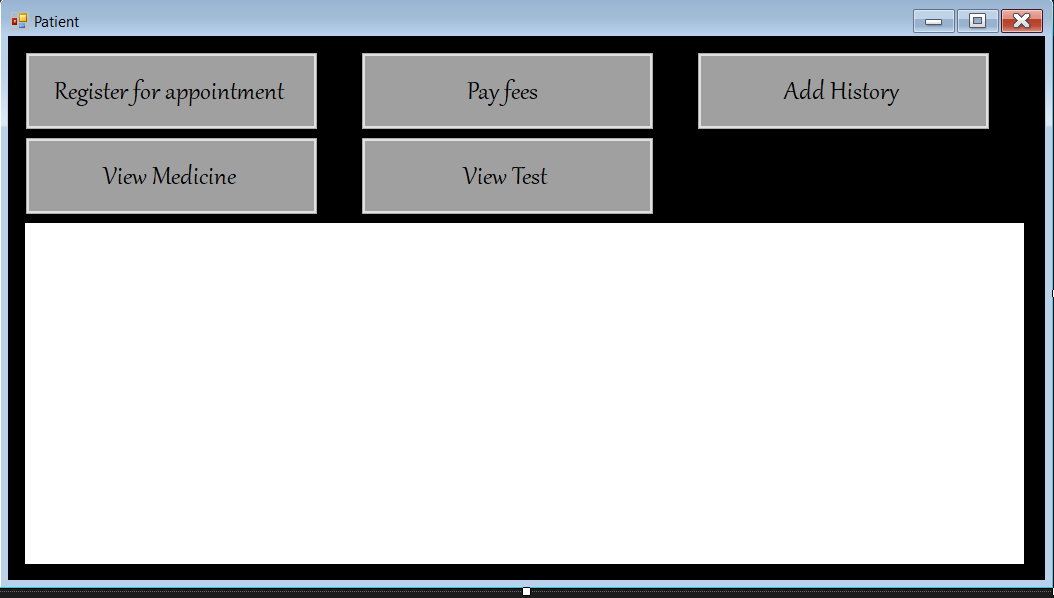 Patient
Register for appointment
Pay fees
Add History
View Medicine
View Test